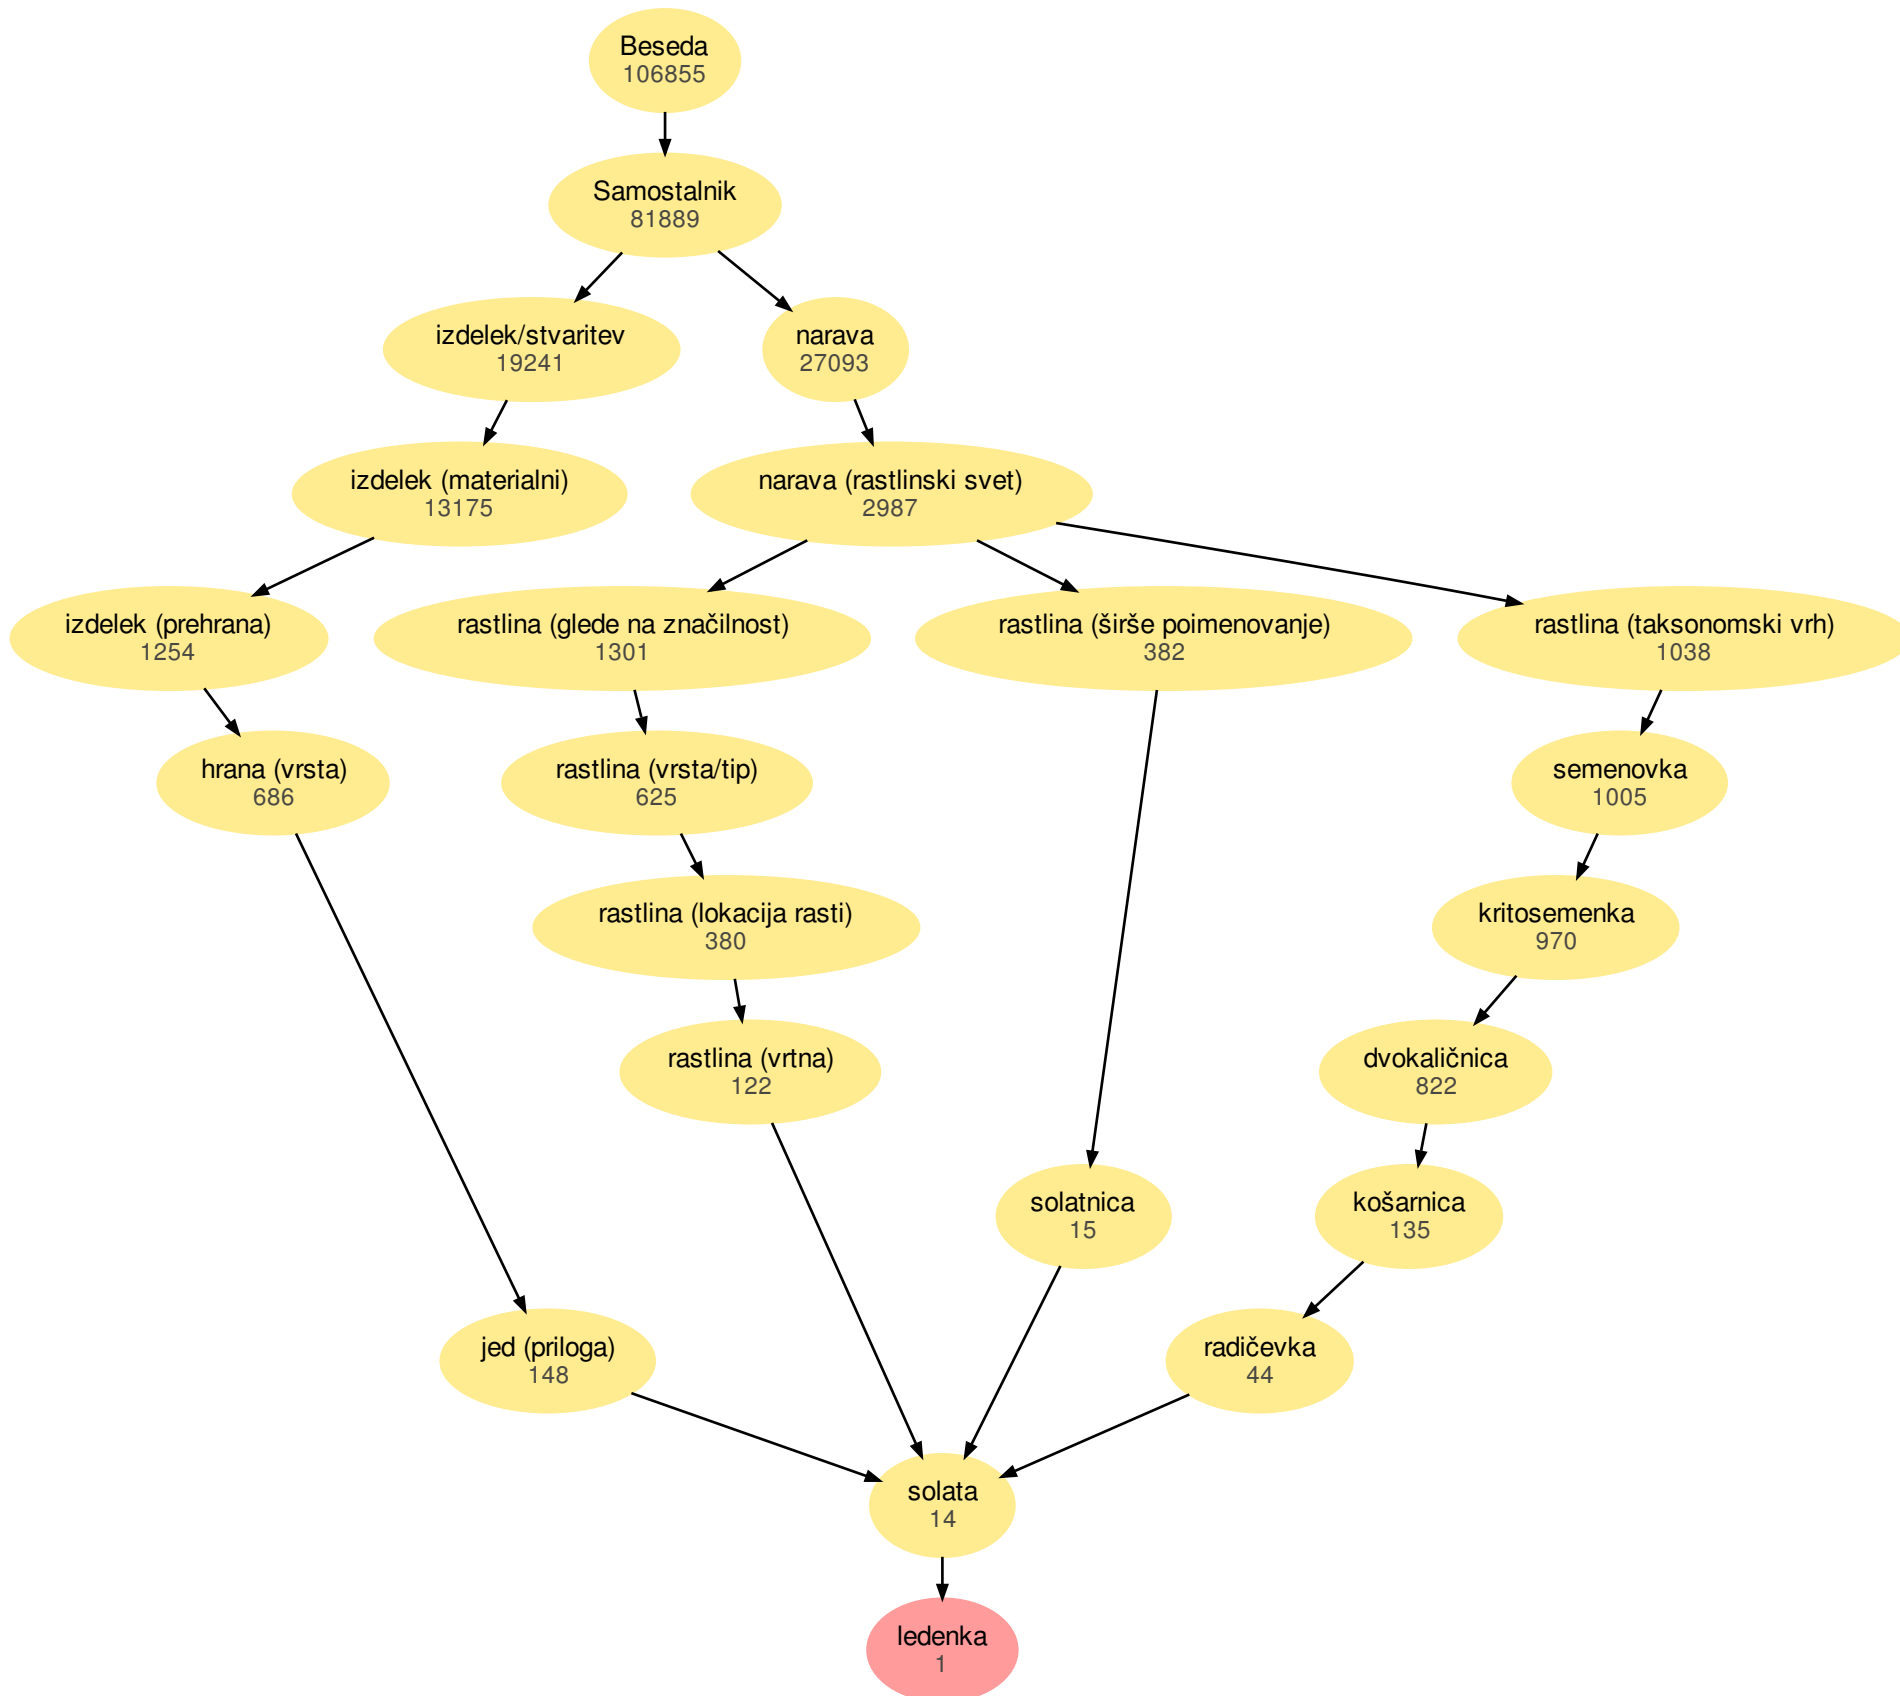 Beseda
106855
Samostalnik
81889
izdelek/stvaritev
19241
narava
27093
izdelek (materialni)
13175
narava (rastlinski svet)
2987
izdelek (prehrana)
1254
rastlina (glede na značilnost)
1301
rastlina (širše poimenovanje)
382
rastlina (taksonomski vrh)
1038
hrana (vrsta)
686
rastlina (vrsta/tip)
625
semenovka
1005
rastlina (lokacija rasti)
380
kritosemenka
970
rastlina (vrtna)
122
dvokaličnica
822
solatnica
15
košarnica
135
jed (priloga)
148
radičevka
44
solata
14
ledenka
1